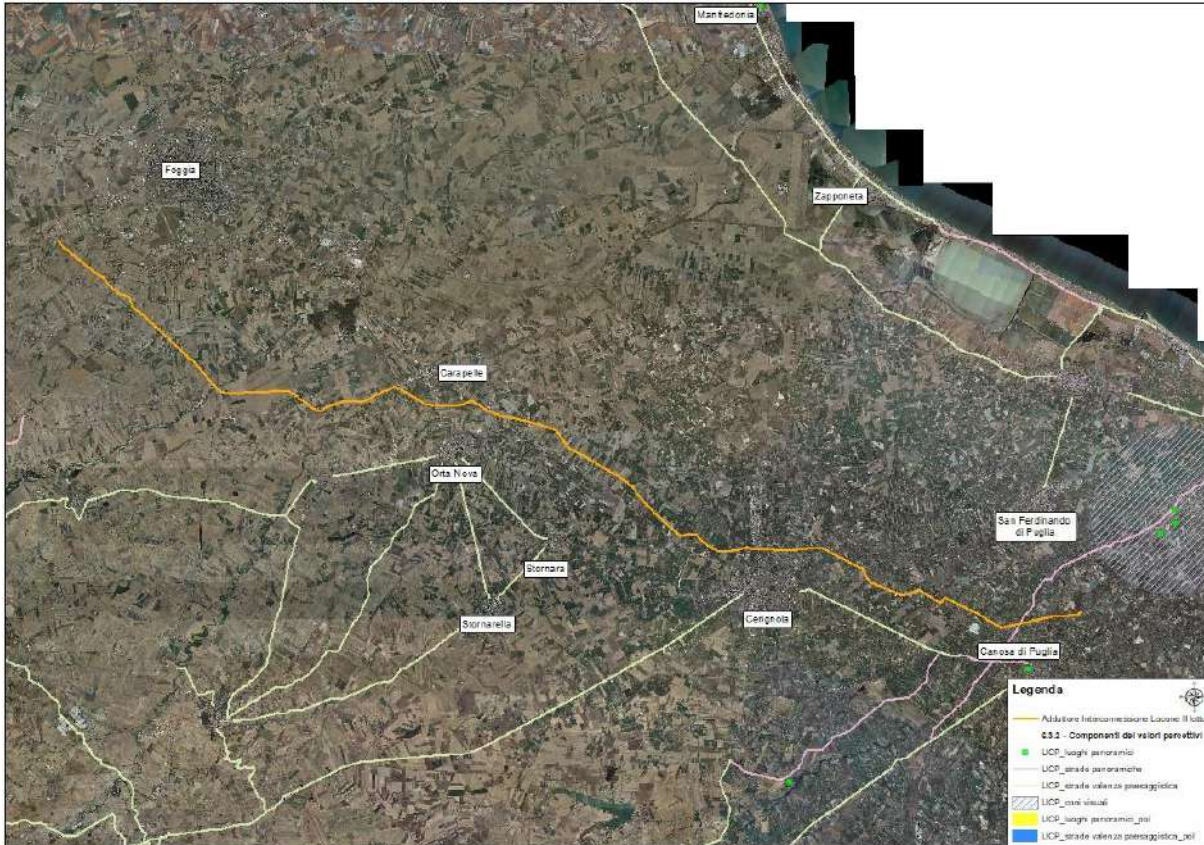 Manfredonia
Foggia
Zapponeta
Carapelle
Orta Nova
San Ferdinando
di Puglia
Stornara
Stornarella
Cerignola
Canosa di Puglia
Legenda
Adduttore Interconnessione Locone III lotto
6.3.2 - Componenti dei valori percettivi
UCP_luoghi panoramici
UCP_strade panoramiche
UCP_strade valenza paesaggistica
UCP_coni visuali
UCP_luoghi panoramici_pol
UCP_strade valenza paesaggistica_pol